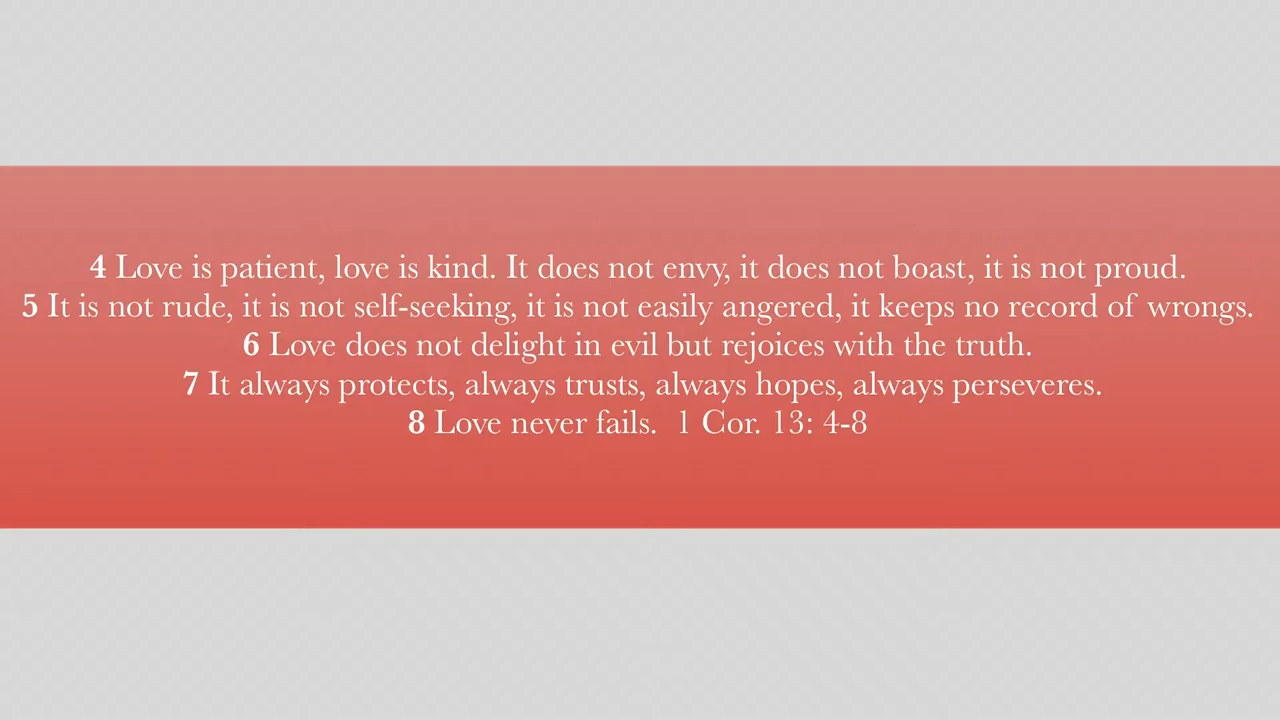 4 Love is patient, love is kind. It does not envy, it does not boast, it is not proud.
5 It is not rude, it is not self-seeking, it is not easily angered, it keeps no record of wrongs.
6 Love does not delight in evil but rejoices with the truth.
7 It always protects, always trusts, always hopes, always perseveres.
8 Love never fails.  1 Cor. 13: 4-8